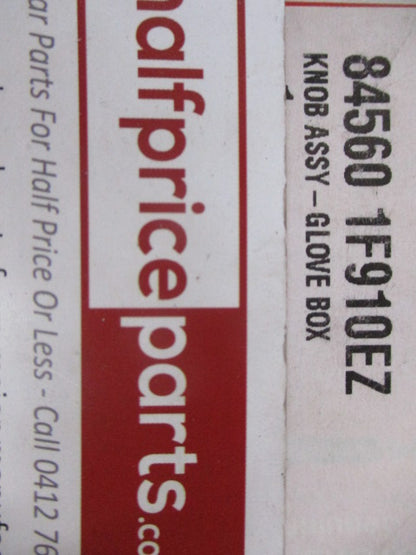 84560 1F910EZ
KNOB ASSY-GLOVE BOX
halfpriceparts.co
ar Parts For Half Price Or Less - Call 0412 76